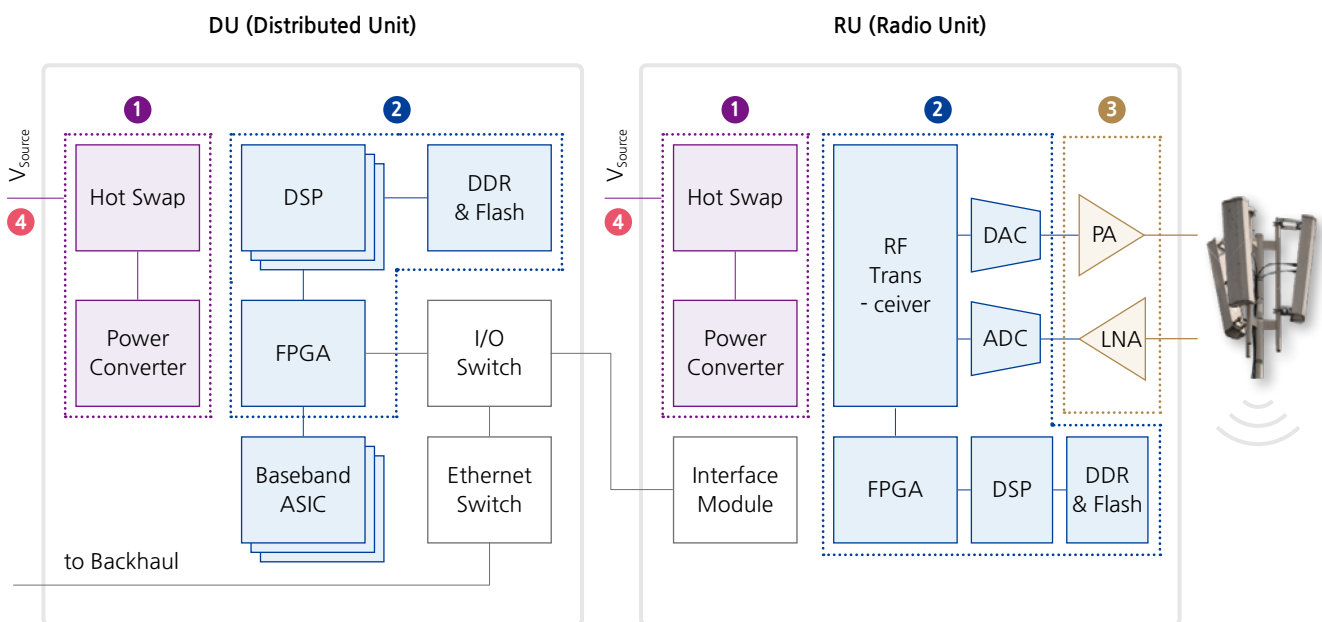 DU (Distributed Unit)
1
2
V Source
4
Hot Swap
Power
Converter
DSP
DDR
& Flash
FPGA
I/O
Switch
Baseband
ASIC
Ethernet
Switch
to Backhaul
RU (Radio Unit)
1
2
3
V Source
4
Hot Swap
Power
Converter
Interface
Module
RF
Trans
- ceiver
DAC
ADC
PA
LNA
FPGA
DSP
DDR
& Flash